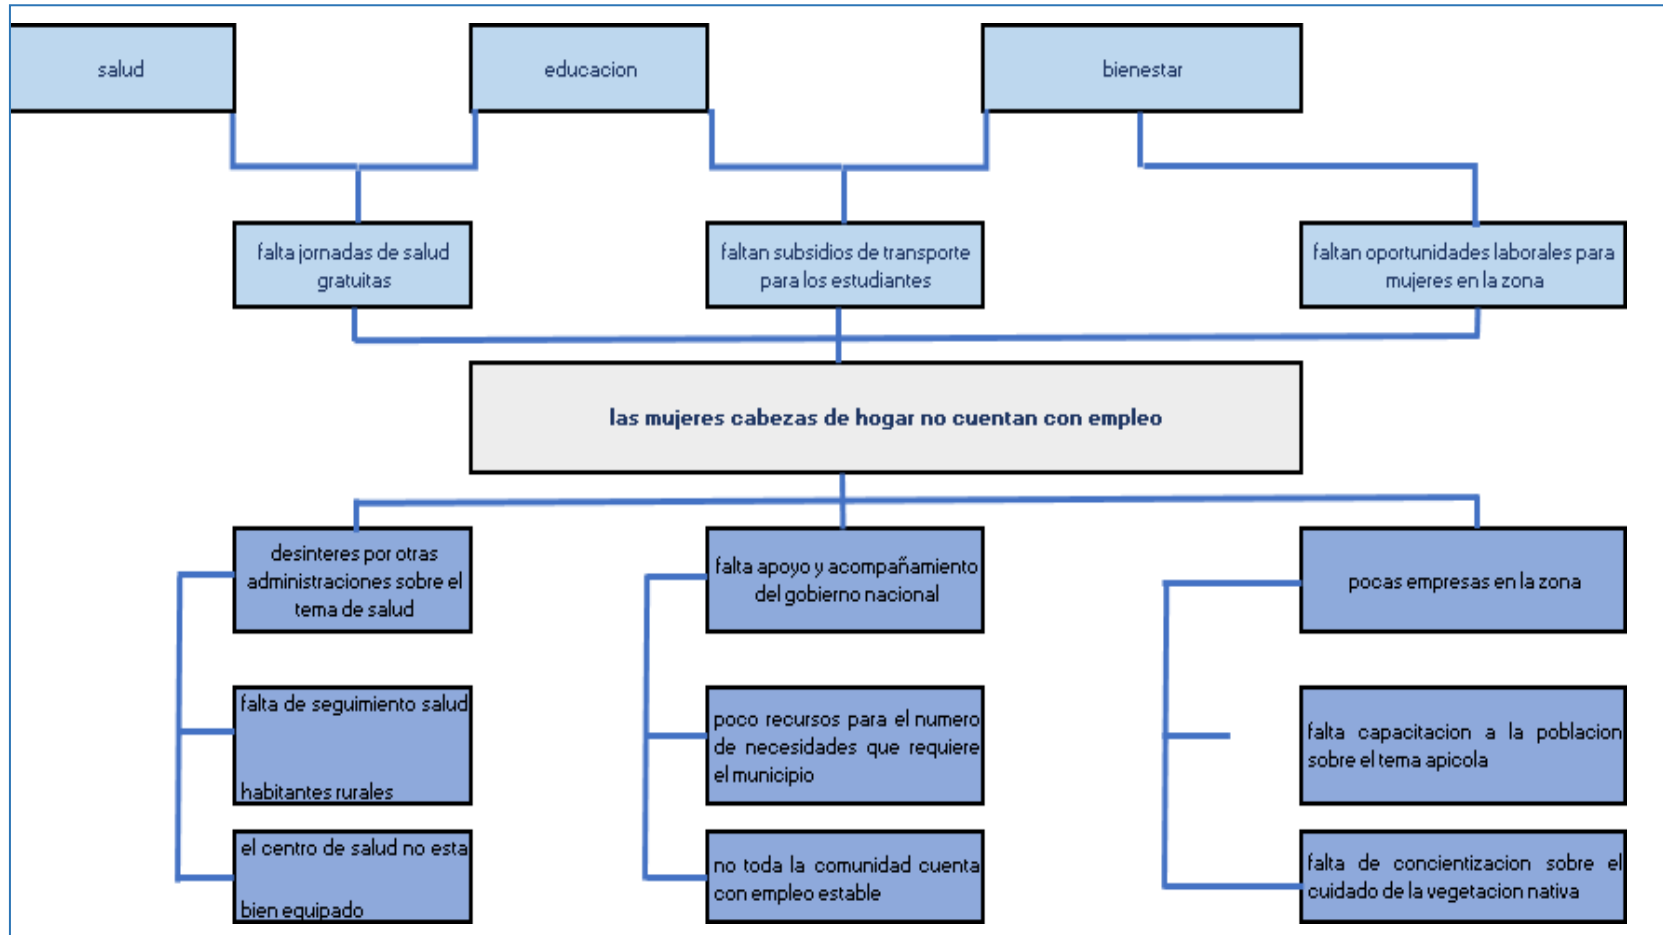 salud
educacion
bienestar
falta jornadas de salud
gratuitas
faltan subsidios de transporte
para los estudiantes
faltan oportunidades laborales para
mujeres en la zona
las mujeres cabezas de hogar no cuentan con empleo
desinteres por otras
administraciones sobre el
tema de salud
falta apoyo y acompañamiento
del gobierno nacional
pocas empresas en la zona
falta de seguimiento salud
habitantes rurales
poco recursos para el numero
de necesidades que requiere
el municipio
falta capacitacion a la poblacion
sobre el tema apicola
el centro de salud no esta
bien equipado
no toda la comunidad cuenta
con empleo estable
falta de concientizacion sobre el
cuidado de la vegetacion nativa